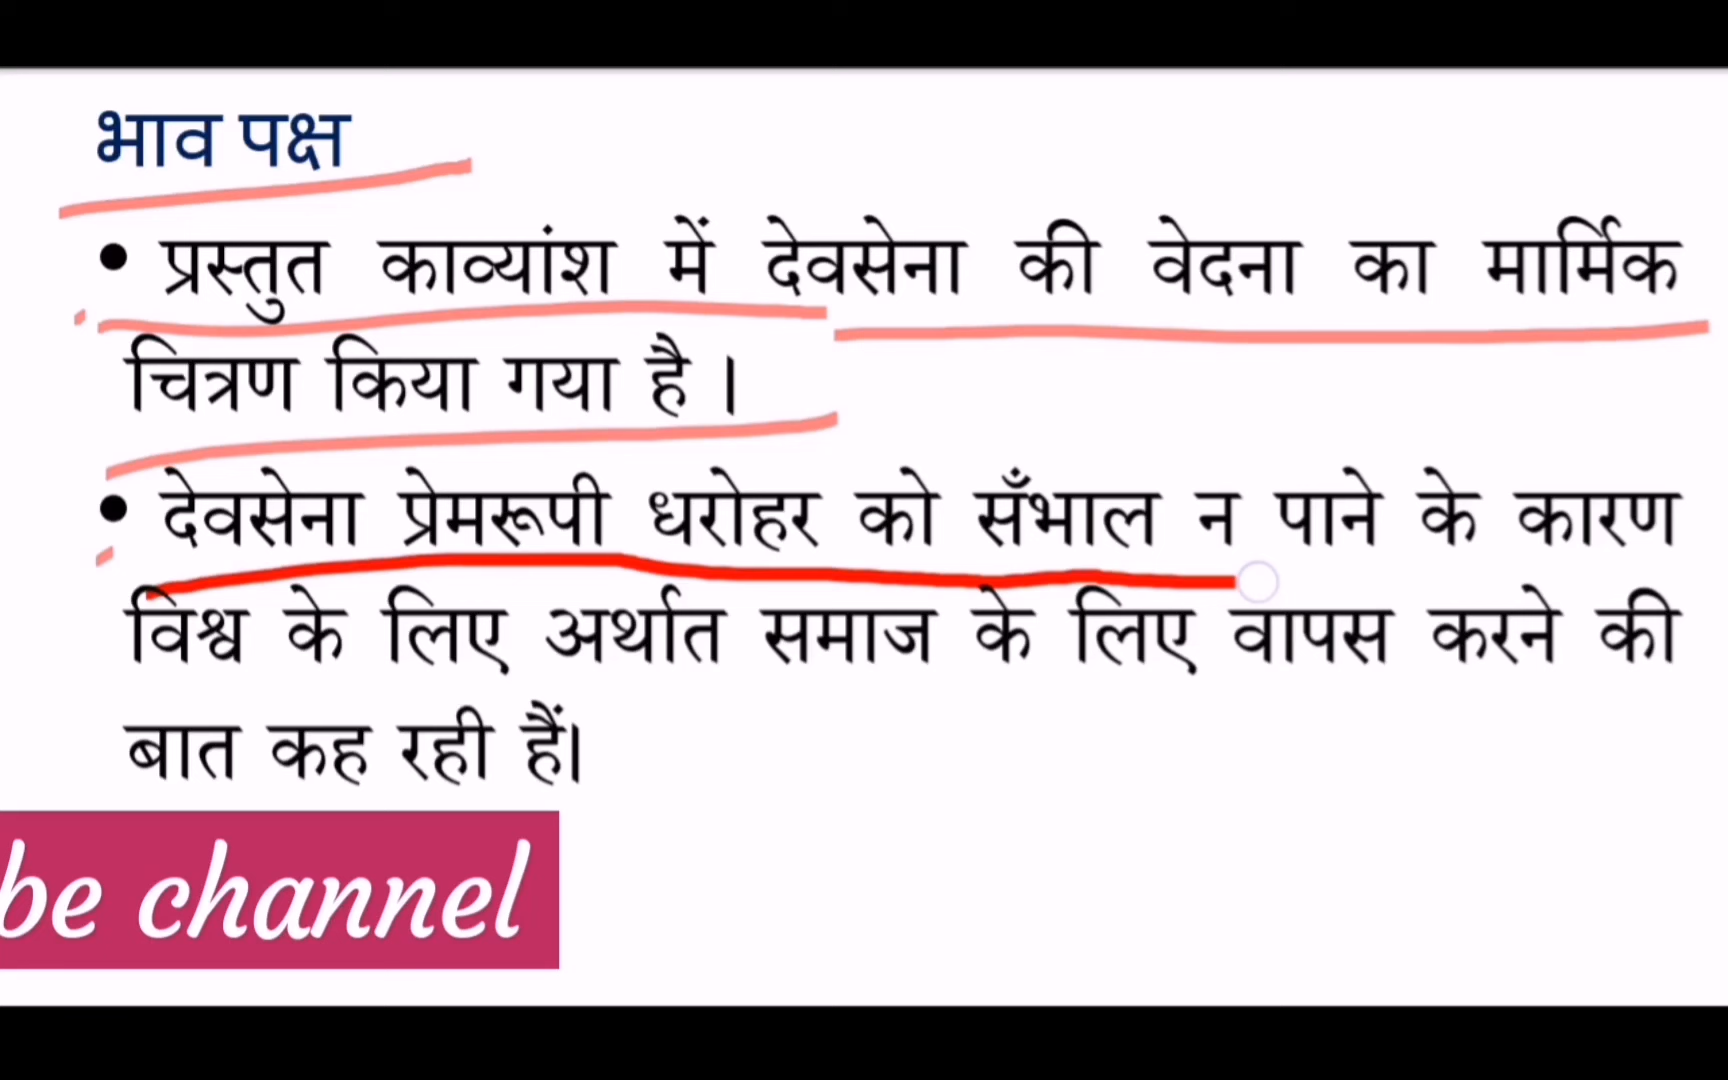 भाव पक्ष
• प्रस्तुत काव्यांश में देवसेना की वेदना का मार्मिक
चित्रण किया गया है ।
• देवसेना प्रेमरूपी धरोहर को सँभाल न पाने के कारण
विश्व के लिए अर्थात समाज के लिए वापस करने की
बात कह रही हैं।
be channel